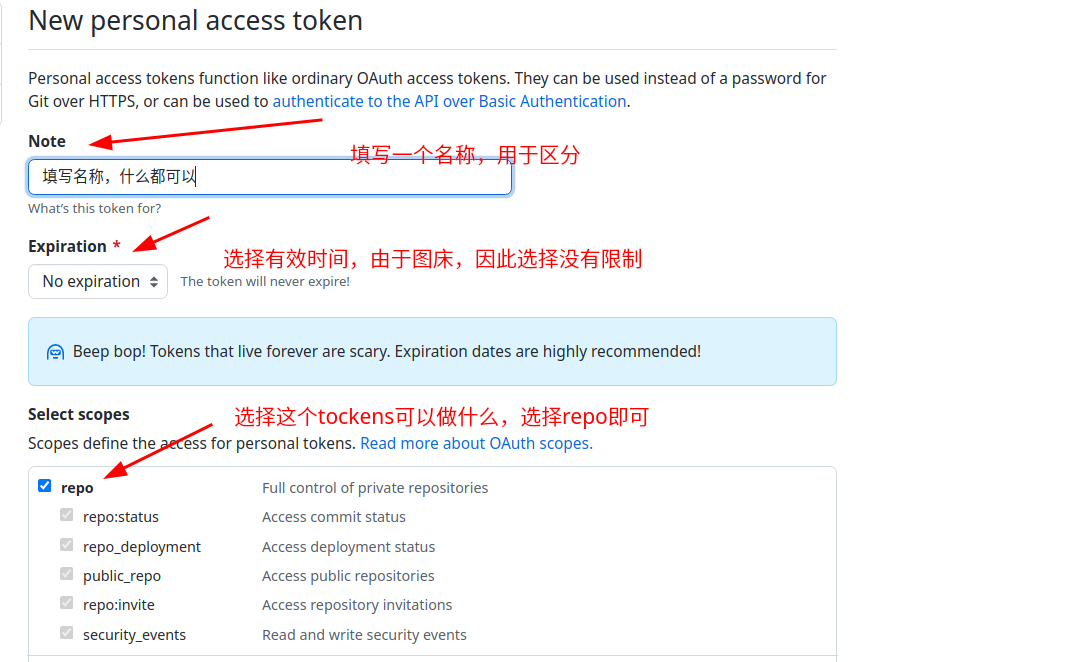 New personal access token
Personal access tokens function like ordinary OAuth access tokens. They can be used instead of a password for
Git over HTTPS, or can be used to authenticate to the API over Basic Authentication.
Note
填写一个名称，用于区分
填写名称，什么都可以
What's this token for?
Expiration *
选择有效时间，由于图床，因此选择没有限制
No expiration
The token will never expire!
Beep bop! Tokens that live forever are scary. Expiration dates are highly recommended!
Select scopes
选择这个tockens可以做什么，选择repo即可
Scopes define the access for personal tokens. Read more about OAuth scopes.
repo Full control of private repositories
repo:status Access commit status
repo_deployment Access deployment status
public_repo Access public repositories
repo:invite Access repository invitations
security_events Read and write security events